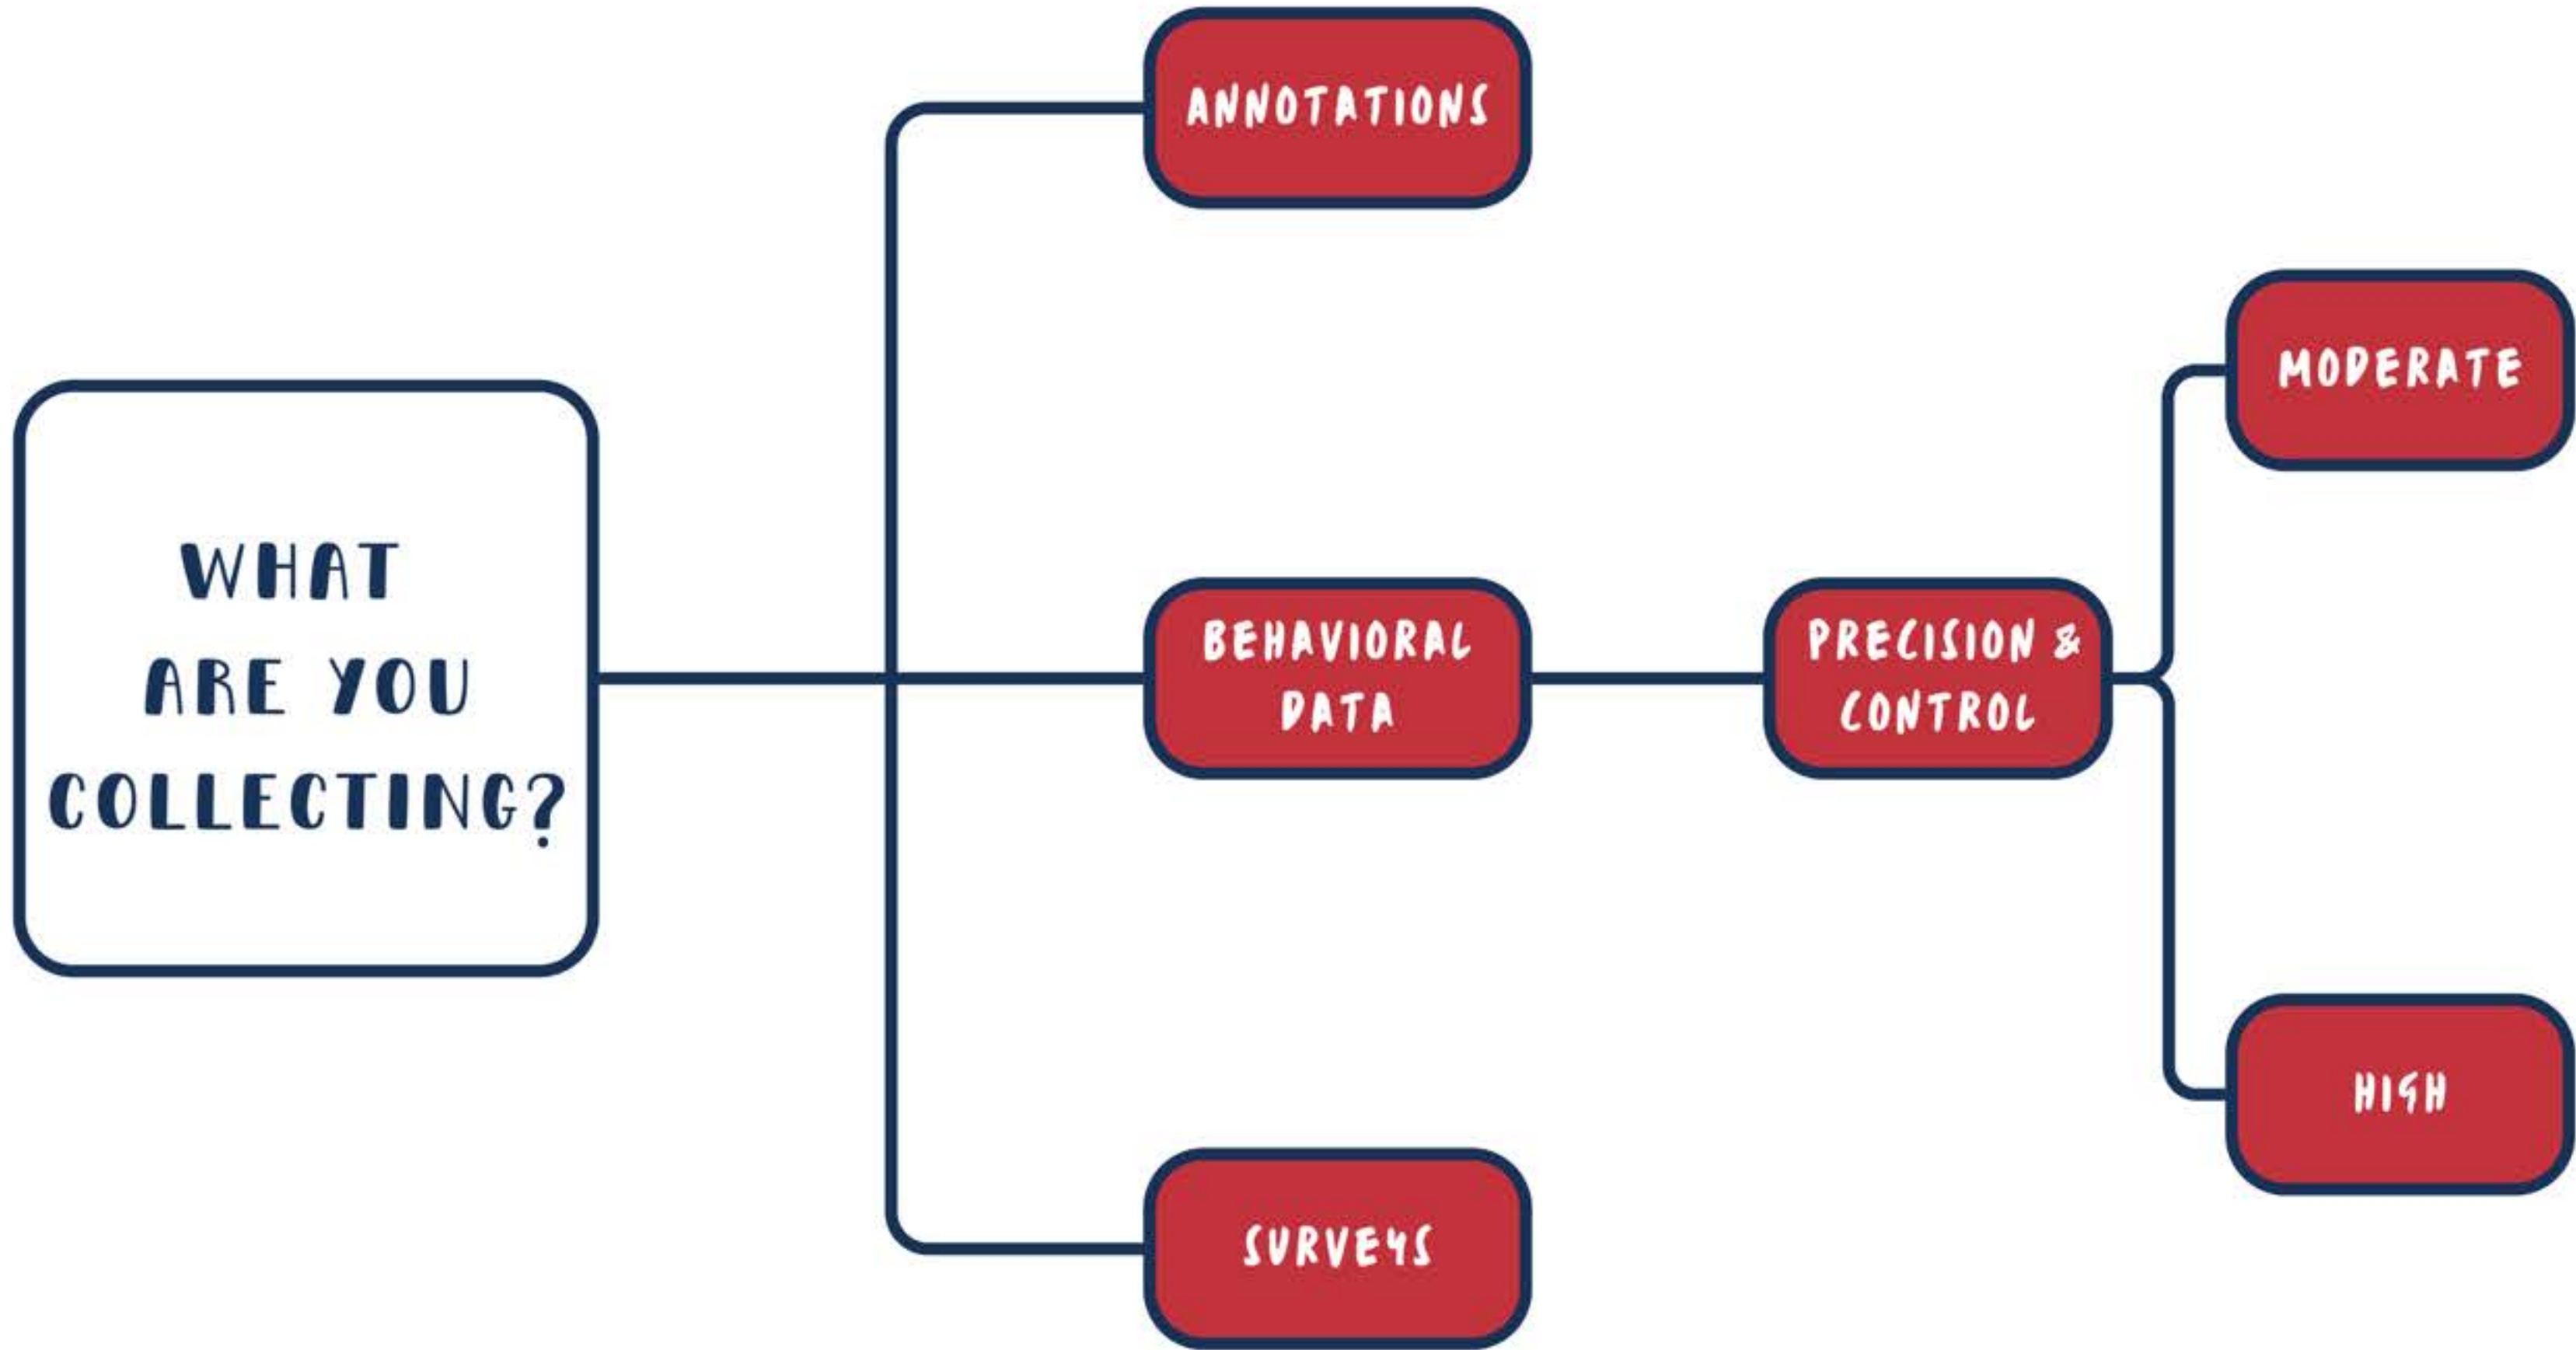 WHAT
ARE YOU
COLLECTING?
ANNOTATIONS
BEHAVIORAL
DATA
SURVEYS
PRECISION &
CONTROL
MODERATE
HIGH